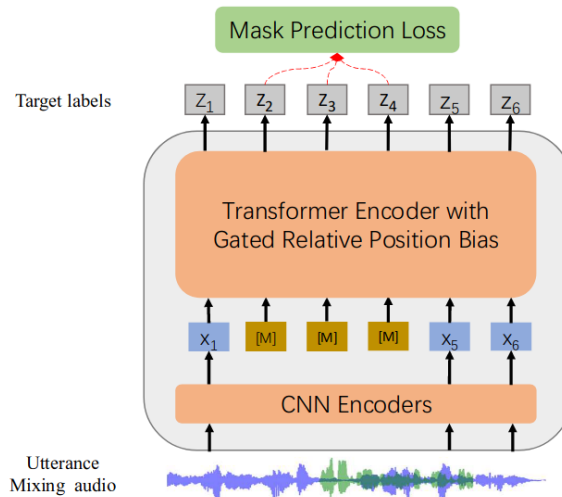 Mask Prediction Loss
Target labels
Z1 Z2 Z3 Z4 Z5 Z6
Transformer Encoder with
Gated Relative Position Bias
X1 [M] [M] [M] X5 X6
CNN Encoders
Utterance
Mixing audio